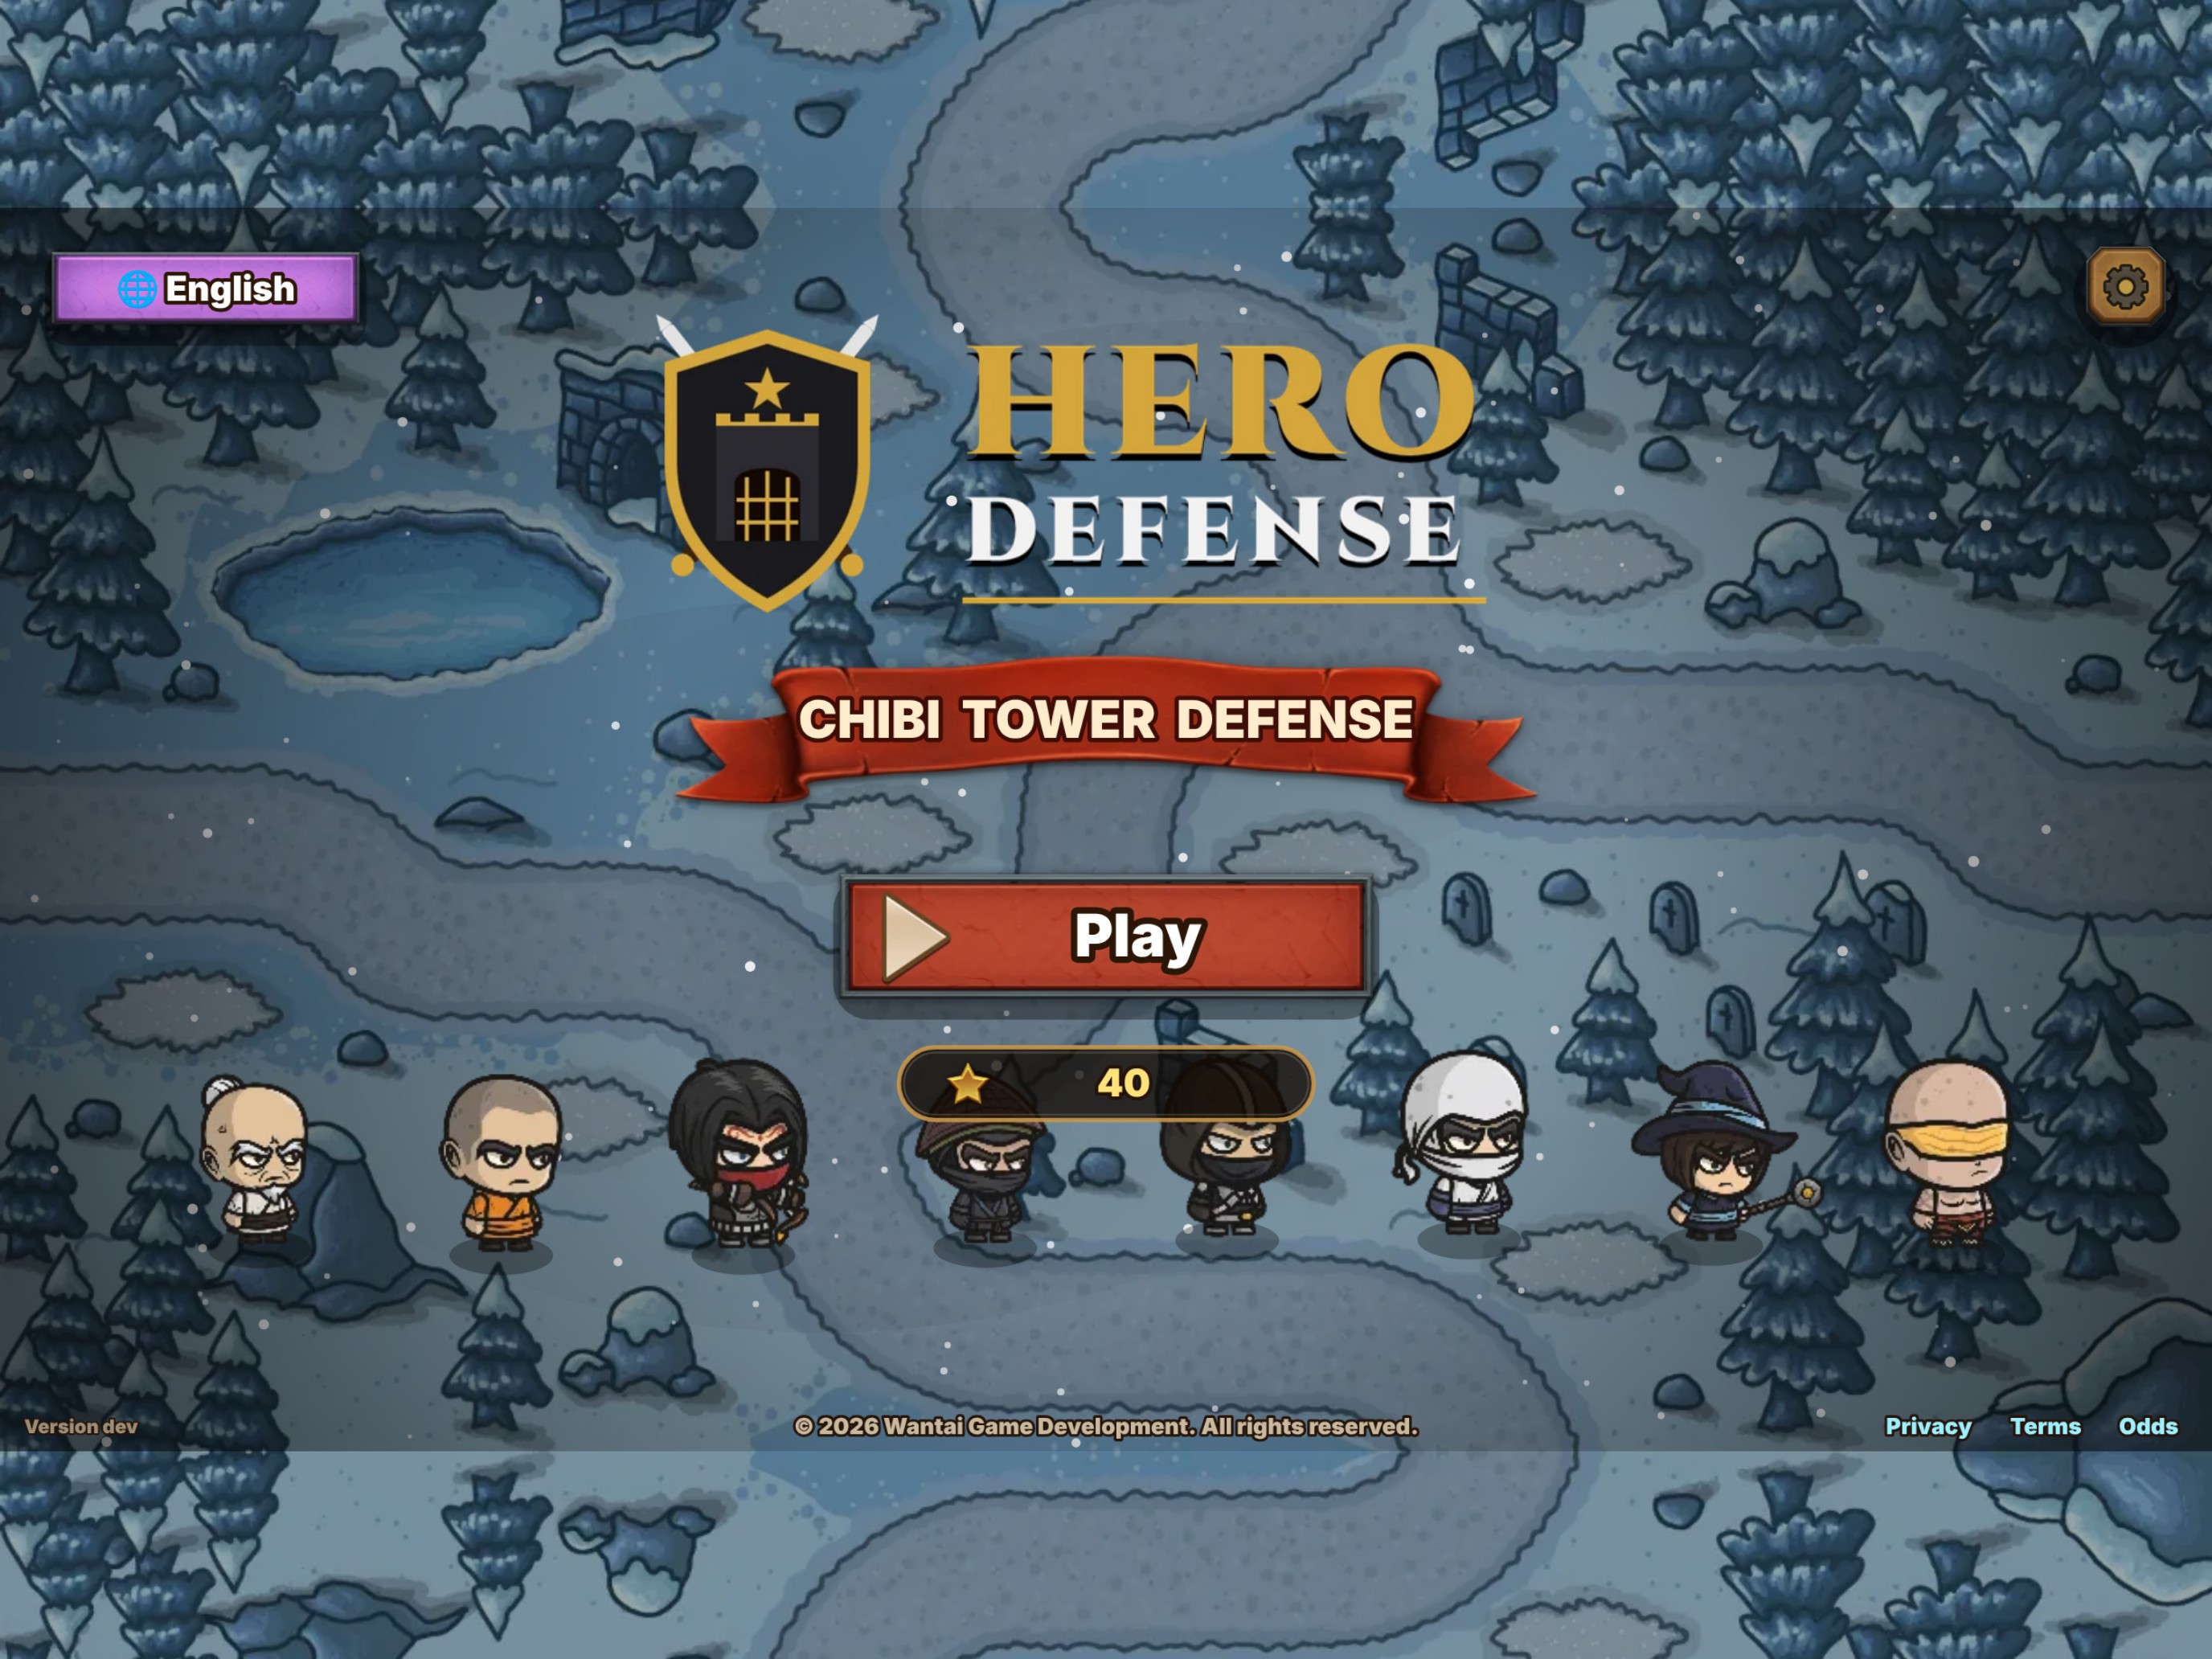 English
HERO
DEFENSE
CHIBI TOWER DEFENSE
Play
40
Version dev
© 2026 Wantai Game Development. All rights reserved.
Privacy Terms Odds